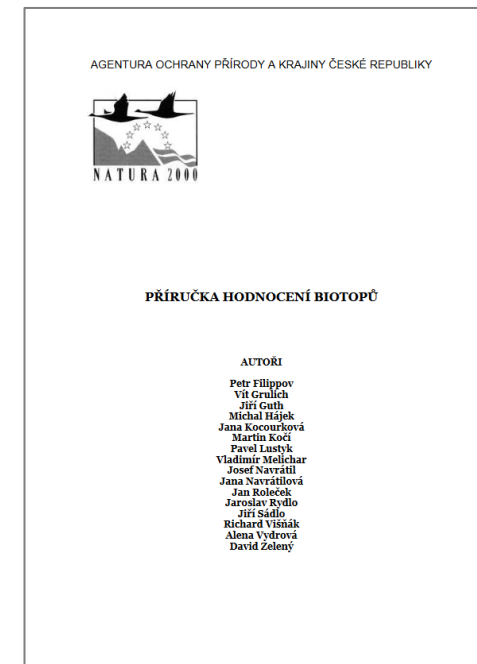 AGENTURA OCHRANY PŘÍRODY A KRAJINY ČESKÉ REPUBLIKY
NATURA 2000
PŘÍRUČKA HODNOCENÍ BIOTOPŮ
AUTOŘI
Petr Filippov
Vít Grulich
Jiří Guth
Michal Hájek
Jana Kocourková
Martin Kočí
Pavel Lustyk
Vladimír Melichar
Josef Navrátil
Jana Navrátilová
Jan Roleček
Jaroslav Rydlo
Jiří Sádlo
Richard Višňák
Alena Vydrová
David Zelený